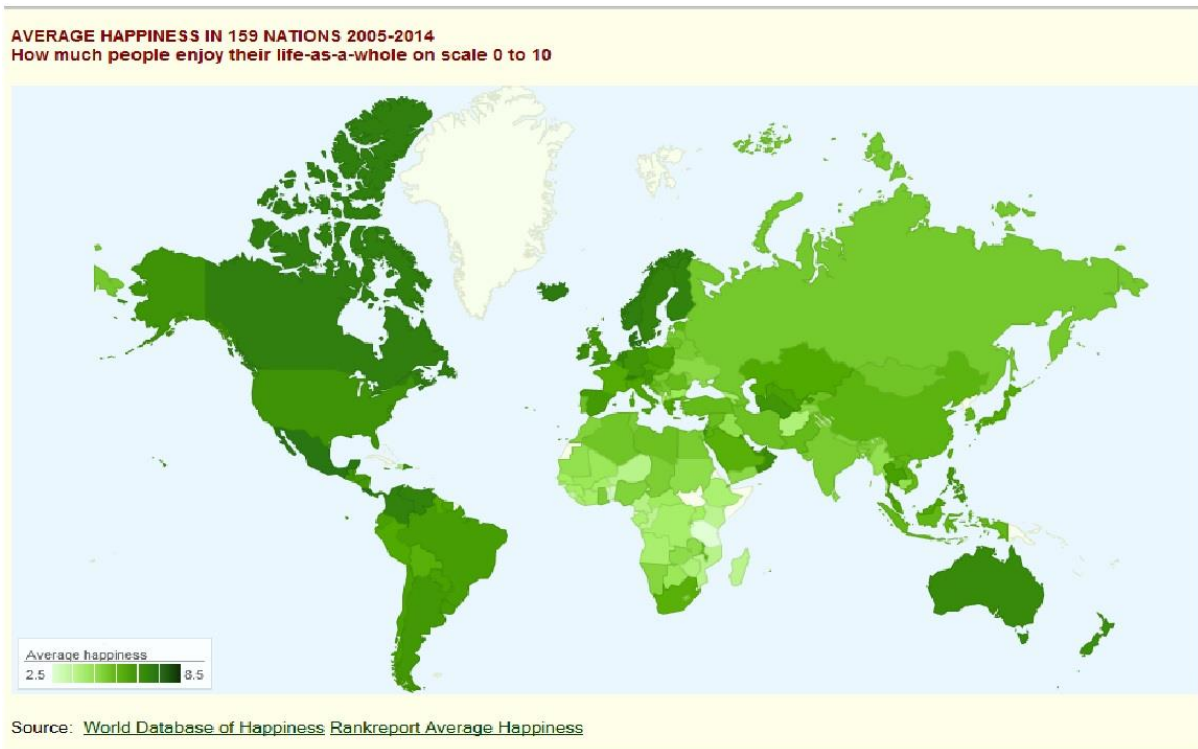 AVERAGE HAPPINESS IN 159 NATIONS 2005-2014
How much people enjoy their life-as-a-whole on scale 0 to 10
Average happiness
2.5 8.5
Source: World Database of Happiness Rankreport Average Happiness